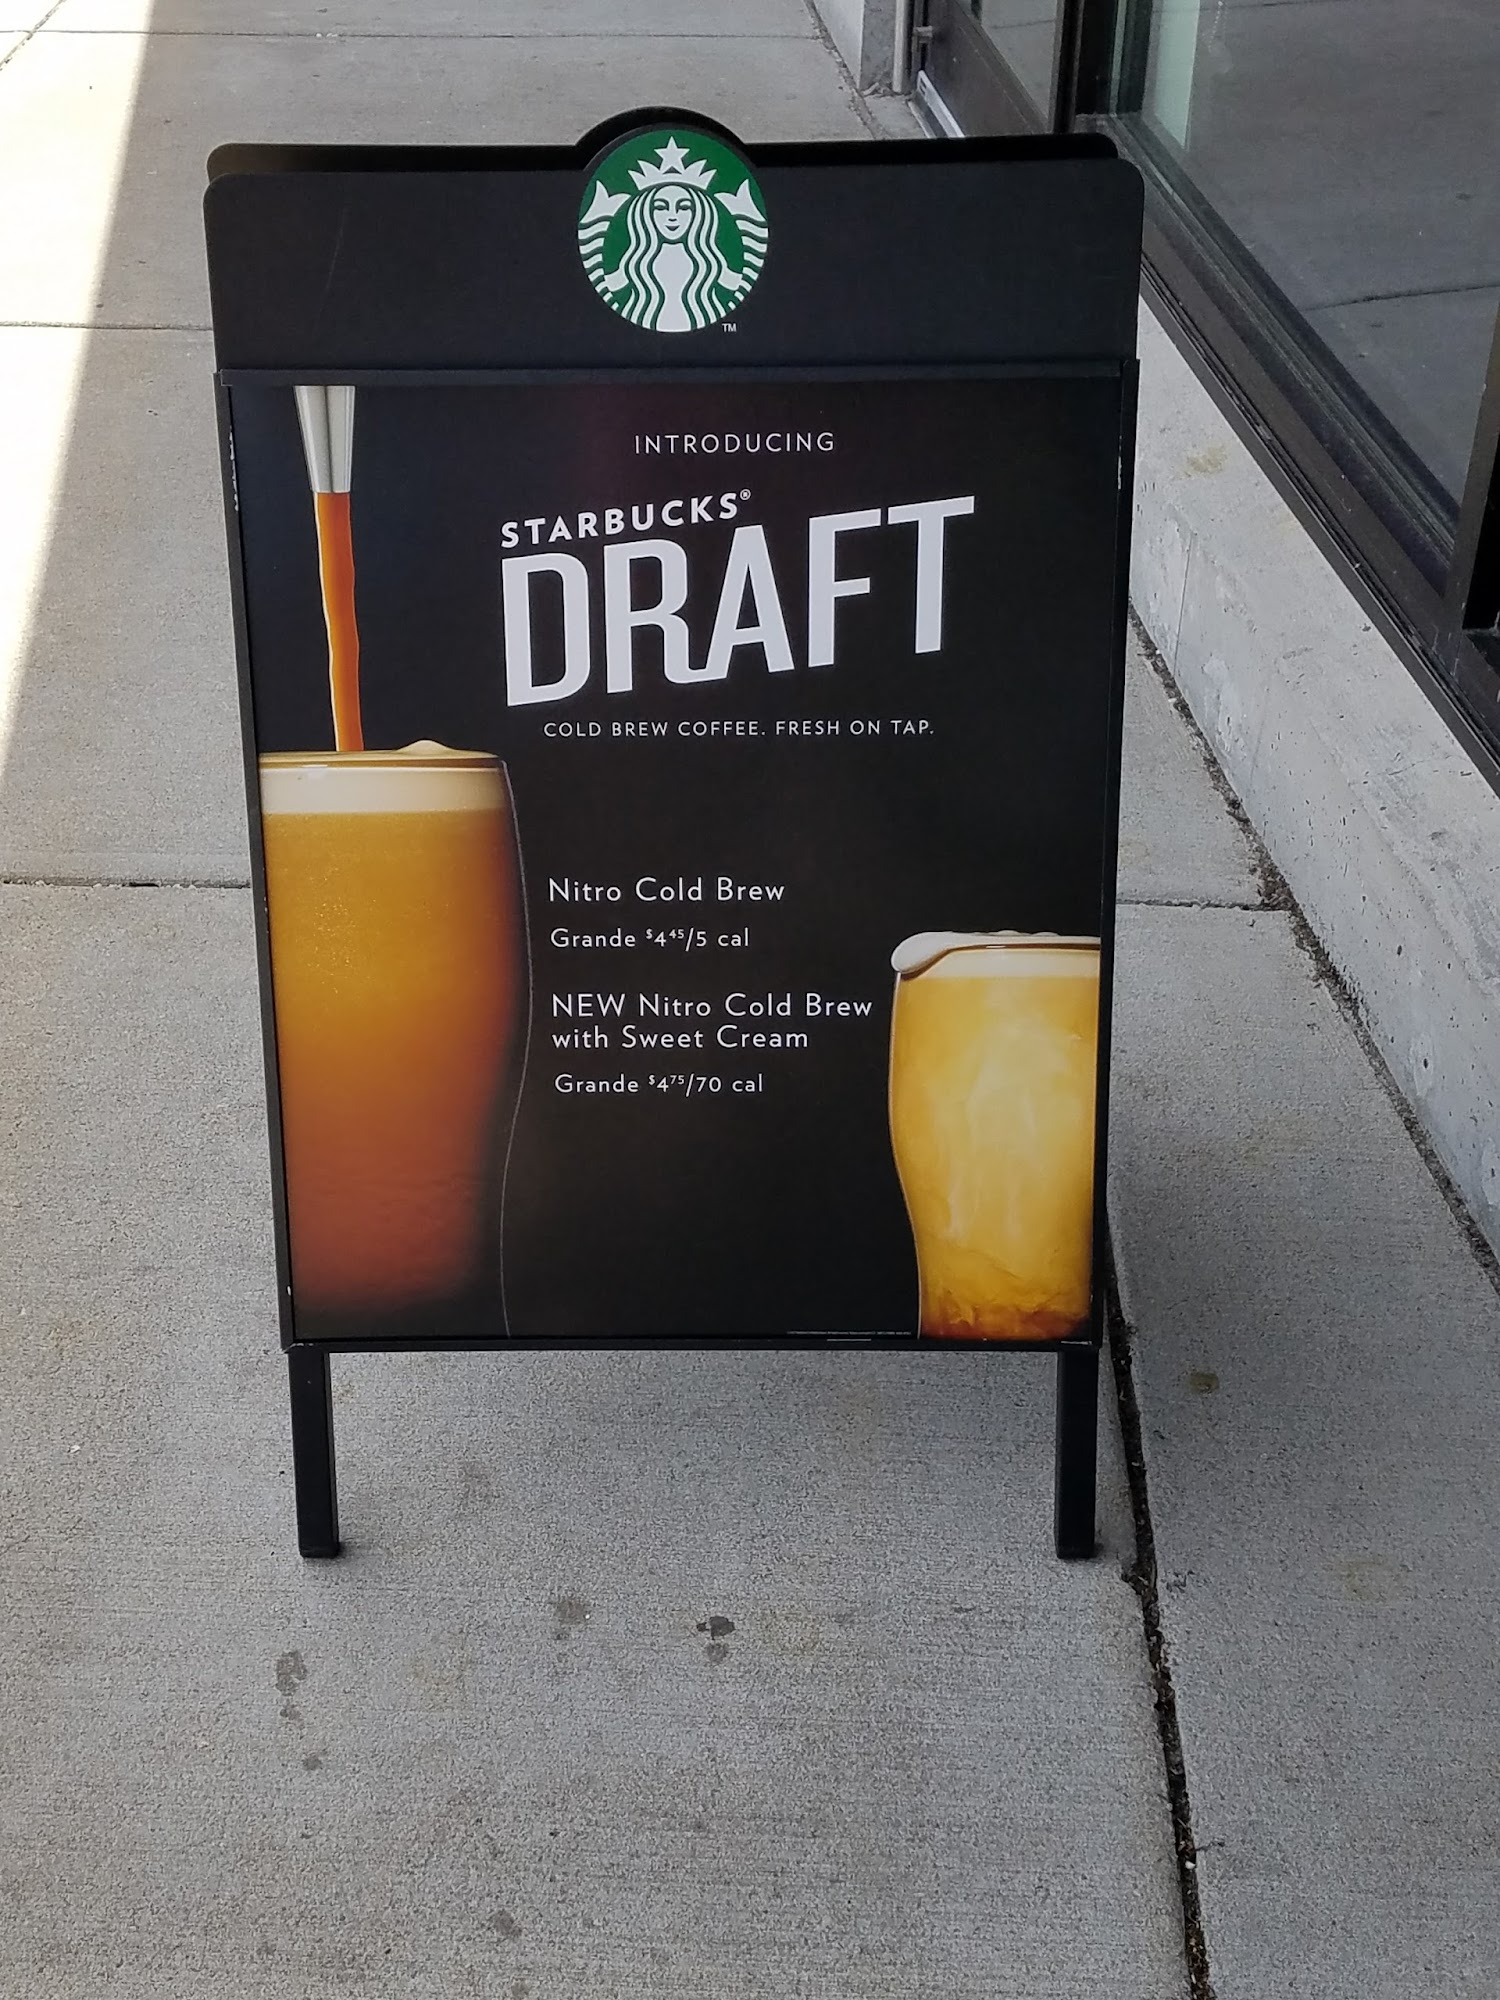 TM
INTRODUCING
STARBUCKS®
DRAFT
COLD BREW COFFEE. FRESH ON TAP.
Nitro Cold Brew
Grande $4⁴⁵/5 cal
NEW Nitro Cold Brew
with Sweet Cream
Grande $4⁷⁵/70 cal